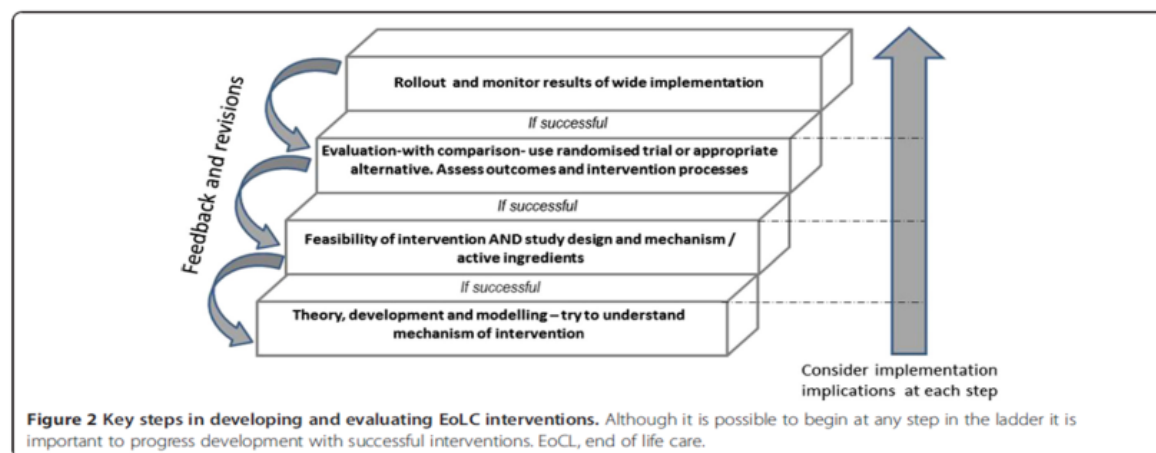 Feedback and revisions
Rollout and monitor results of wide implementation
If successful
Evaluation-with comparison- use randomised trial or appropriate
alternative. Assess outcomes and intervention processes
If successful
Feasibility of intervention AND study design and mechanism /
active ingredients
If successful
Theory, development and modelling – try to understand
mechanism of intervention
Consider implementation
implications at each step
Figure 2 Key steps in developing and evaluating EoLC interventions. Although it is possible to begin at any step in the ladder it is
important to progress development with successful interventions. EoCL, end of life care.